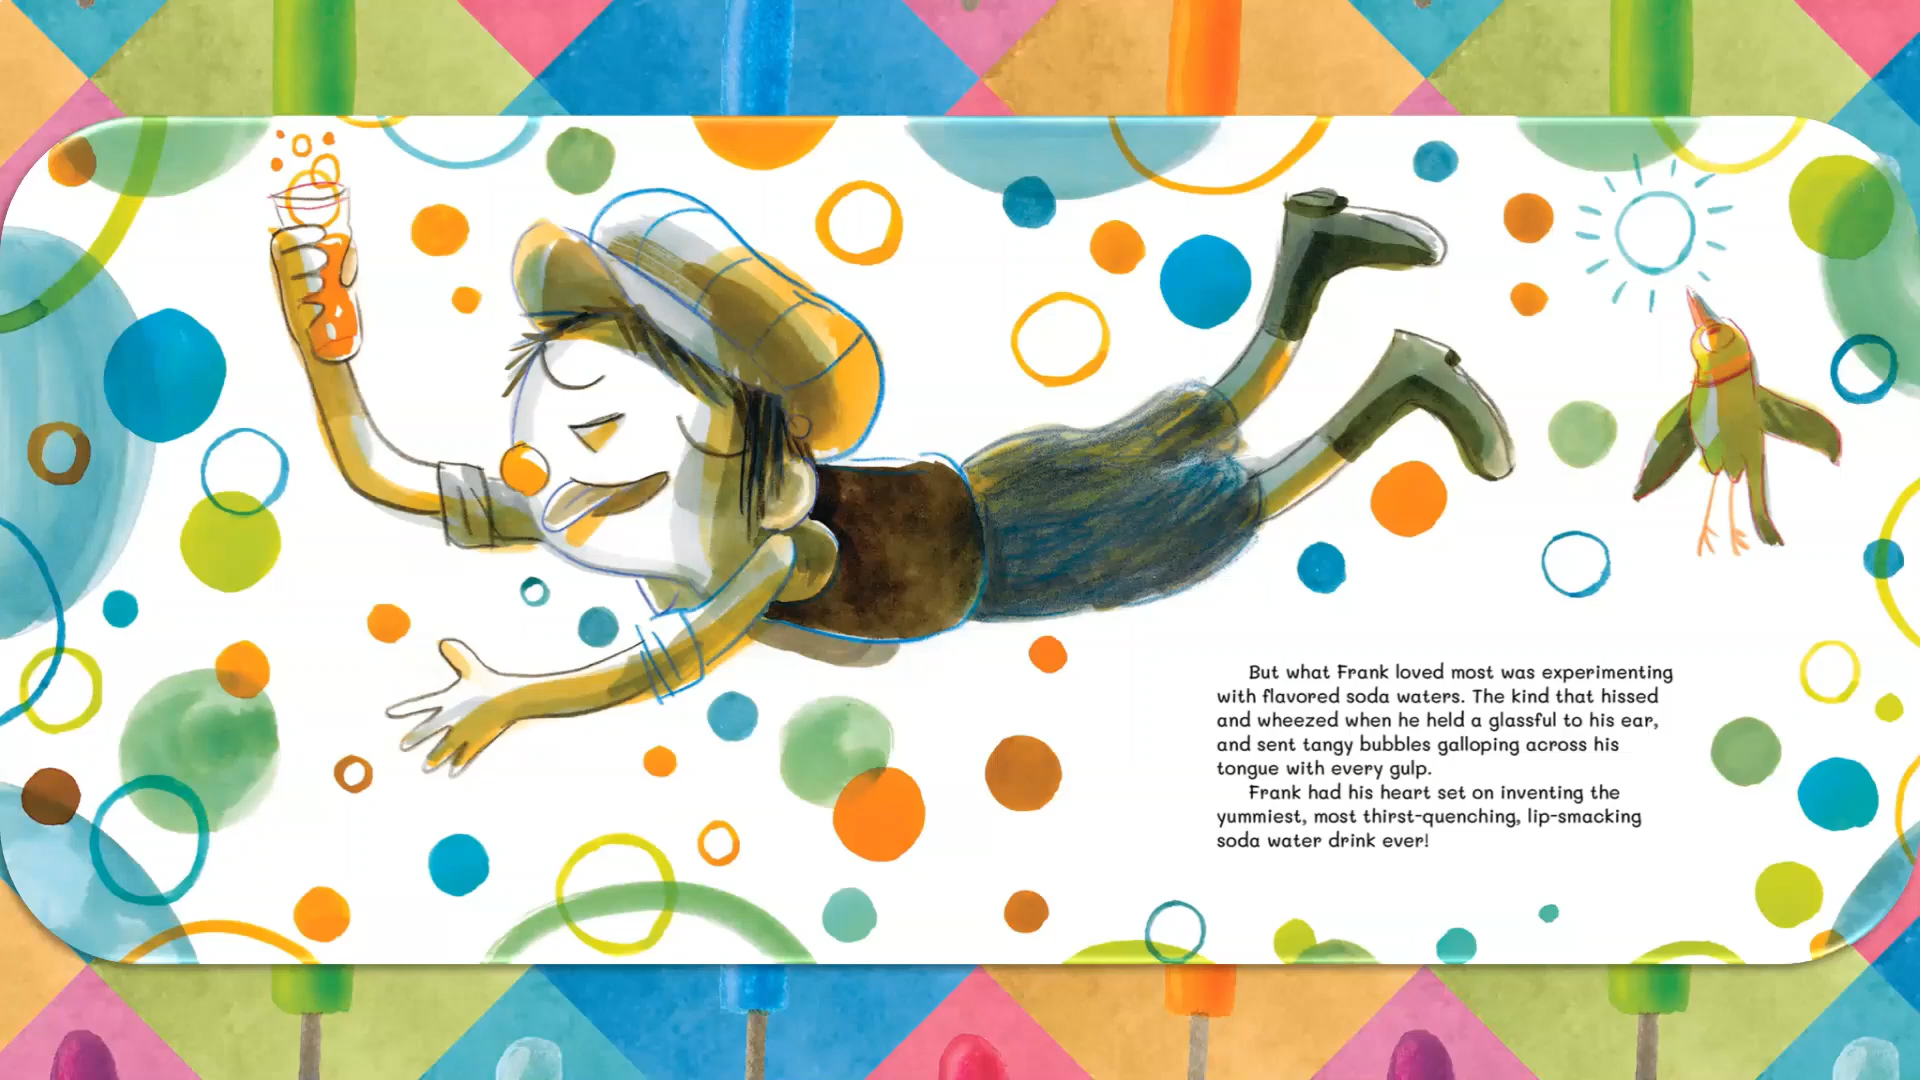 But what Frank loved most was experimenting
with flavored soda waters. The kind that hissed
and wheezed when he held a glassful to his ear,
and sent tangy bubbles galloping across his
tongue with every gulp.
Frank had his heart set on inventing the
yummiest, most thirst-quenching, lip-smacking
soda water drink ever!